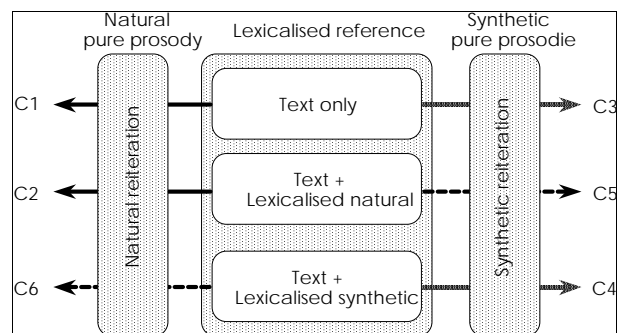 Natural
pure prosody
Lexicalised reference
Synthetic
pure prosodie
C1
Natural reiteration
Text only
Synthetic reiteration
C3
C2
Text +
Lexicalised natural
C5
C6
Text +
Lexicalised synthetic
C4